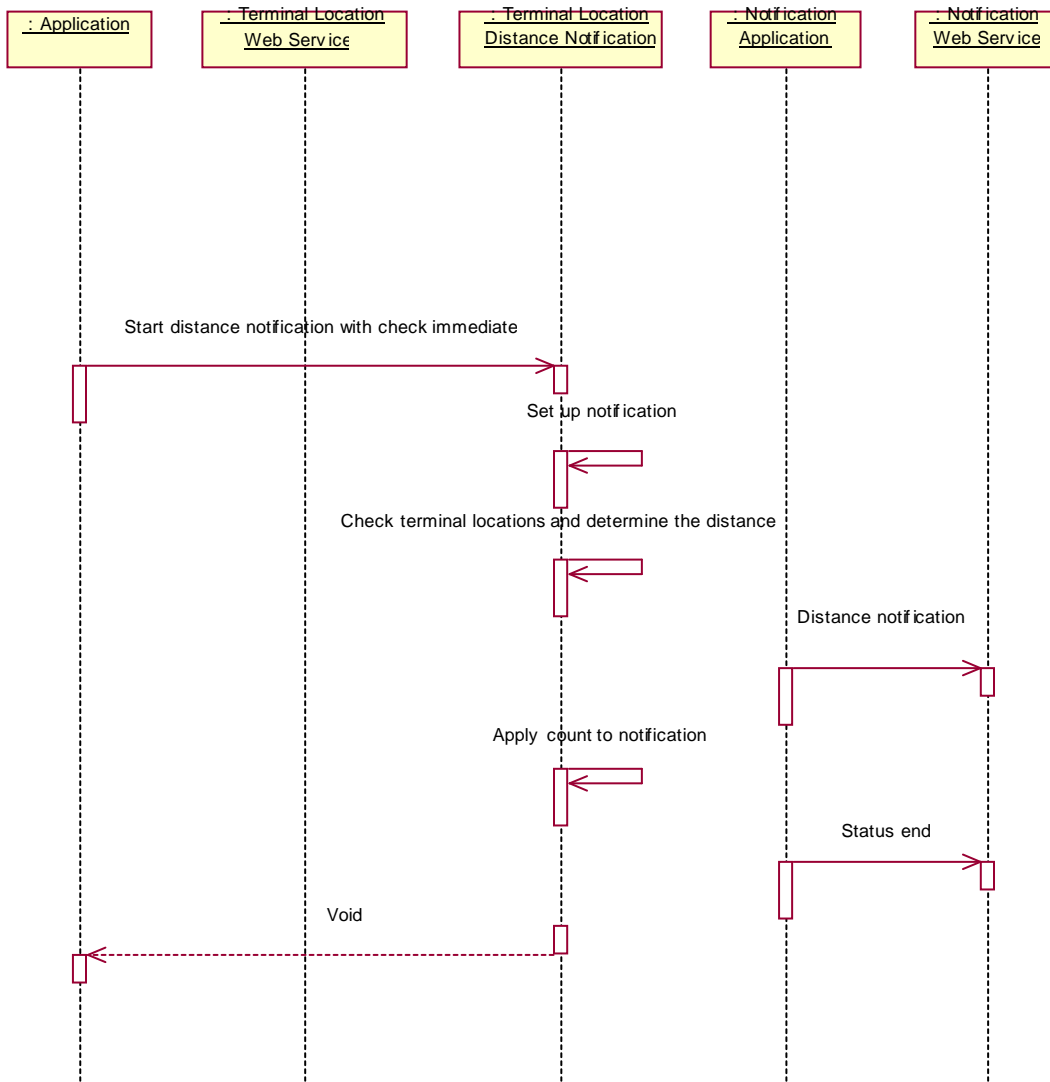 : Application
: Terminal Location
Web Service
: Terminal Location
Distance Notification
: Notification
Application
: Notification
Web Service
Start distance notification with check immediate
Set up notification
Check terminal locations and determine the distance
Distance notification
Apply count to notification
Status end
Void